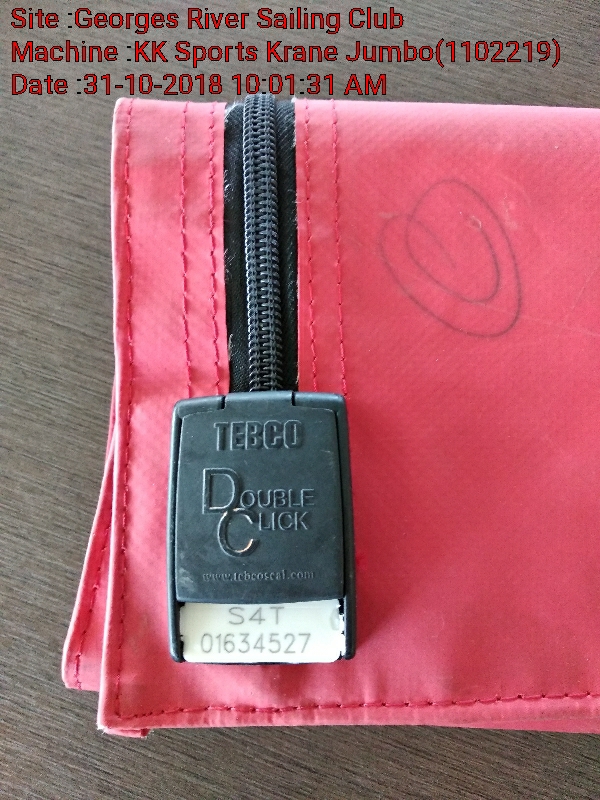 Site :Georges River Sailing Club
Machine :KK Sports Krane Jumbo(1102219)
Date :31-10-2018 10:01:31 AM
TEBCO
DOUBLE
CLICK
www.tebcoseal.com
S4T
01634527